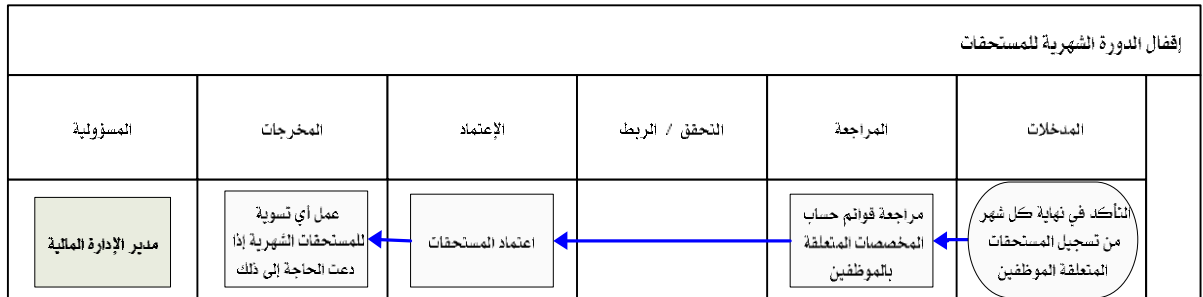 إقفال الدورة الشهرية للمستحقات
المدخلات
المراجعة
التحقق / الربط
الإعتماد
المخرجات
المسؤولية
التأكد في نهاية كل شهر
من تسجيل المستحقات
المتعلقة الموظفين
مراجعة قوائم حساب
المخصصات المتعلقة
بالموظفين
اعتماد المستحقات
عمل أي تسوية
للمستحقات الشهرية إذا
دعت الحاجة إلى ذلك
مدير الإدارة المالية